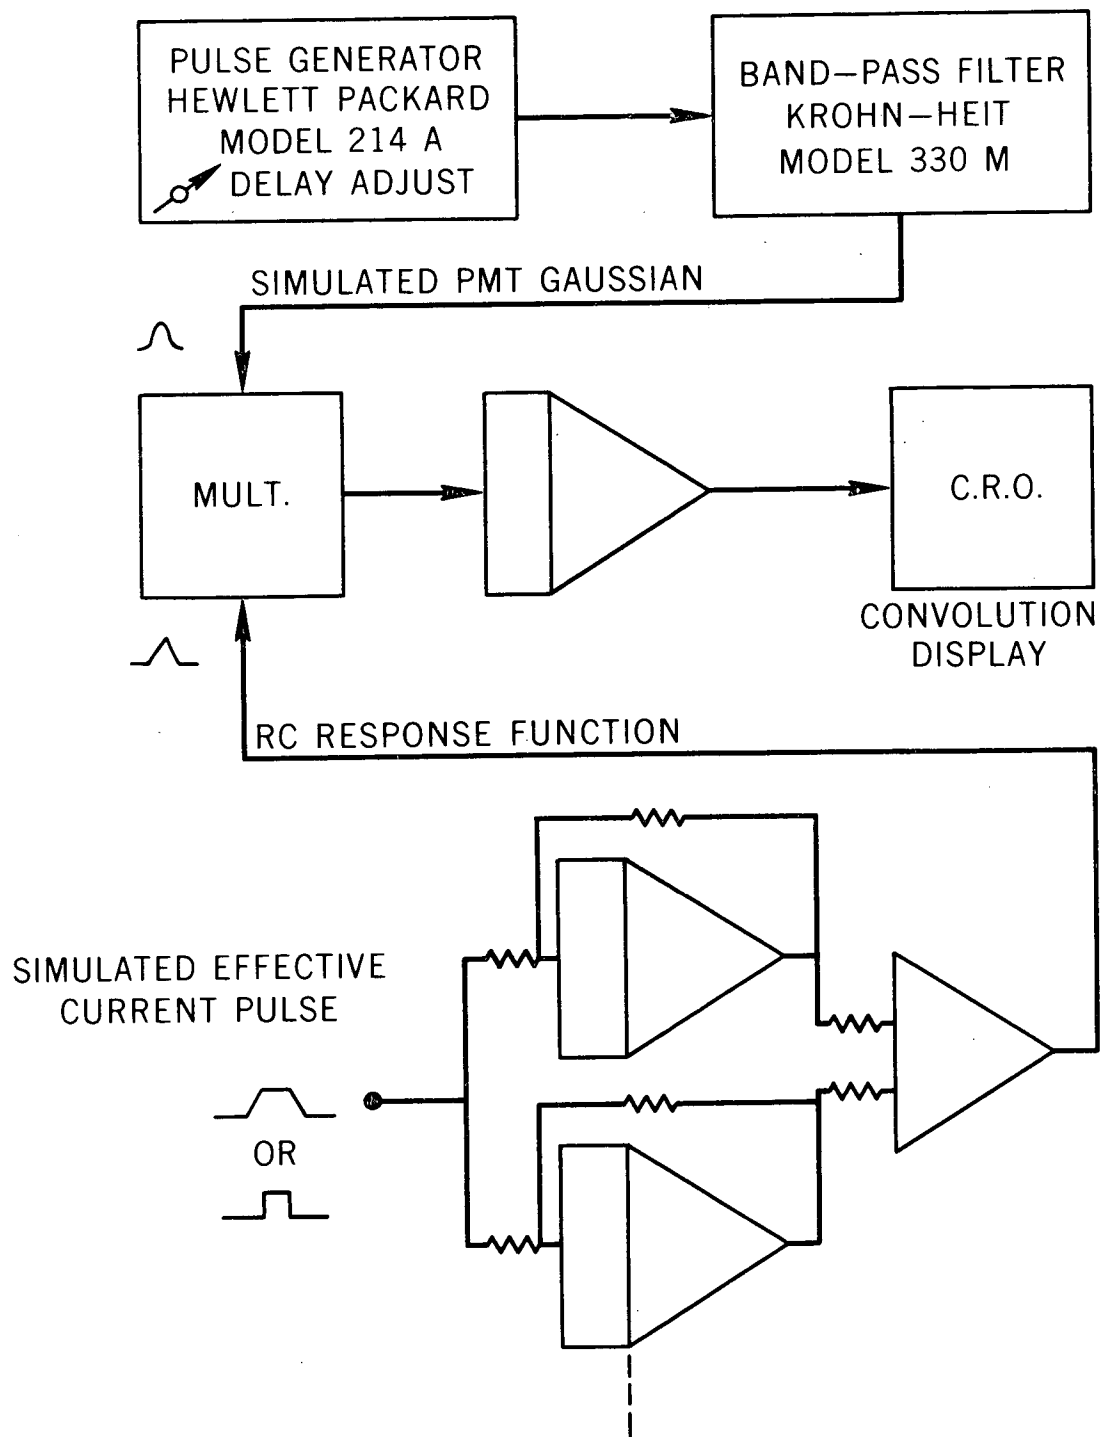 PULSE GENERATOR
HEWLETT PACKARD
MODEL 214 A
DELAY ADJUST
BAND-PASS FILTER
KROHN-HEIT
MODEL 330 M
SIMULATED PMT GAUSSIAN
MULT.
C.R.O.
CONVOLUTION
DISPLAY
RC RESPONSE FUNCTION
SIMULATED EFFECTIVE
CURRENT PULSE
OR